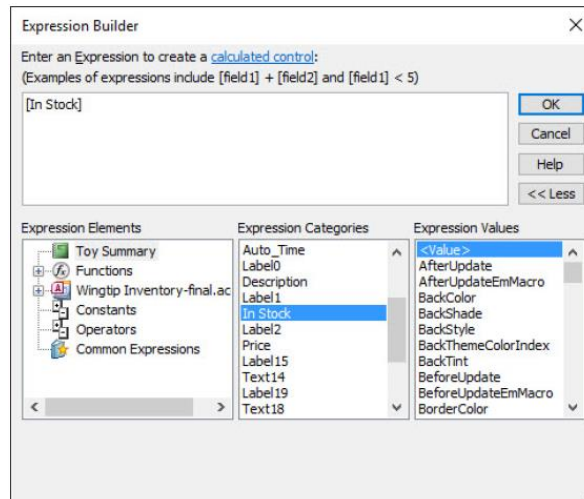 Expression Builder
Enter an Expression to create a calculated control:
(Examples of expressions include [field1] + [field2] and [field1] < 5)
[In Stock]
OK
Cancel
Help
<< Less
Expression Elements
Toy Summary
Functions
Wingtip Inventory-final.ac
Constants
Operators
Common Expressions
Expression Categories
Auto_Time
Label0
Description
Label1
In Stock
Label2
Price
Label15
Text14
Label19
Text18
Expression Values
<Value>
AfterUpdate
AfterUpdateEmMacro
BackColor
BackShade
BackStyle
BackThemeColorIndex
BackTint
BeforeUpdate
BeforeUpdateEmMacro
BorderColor